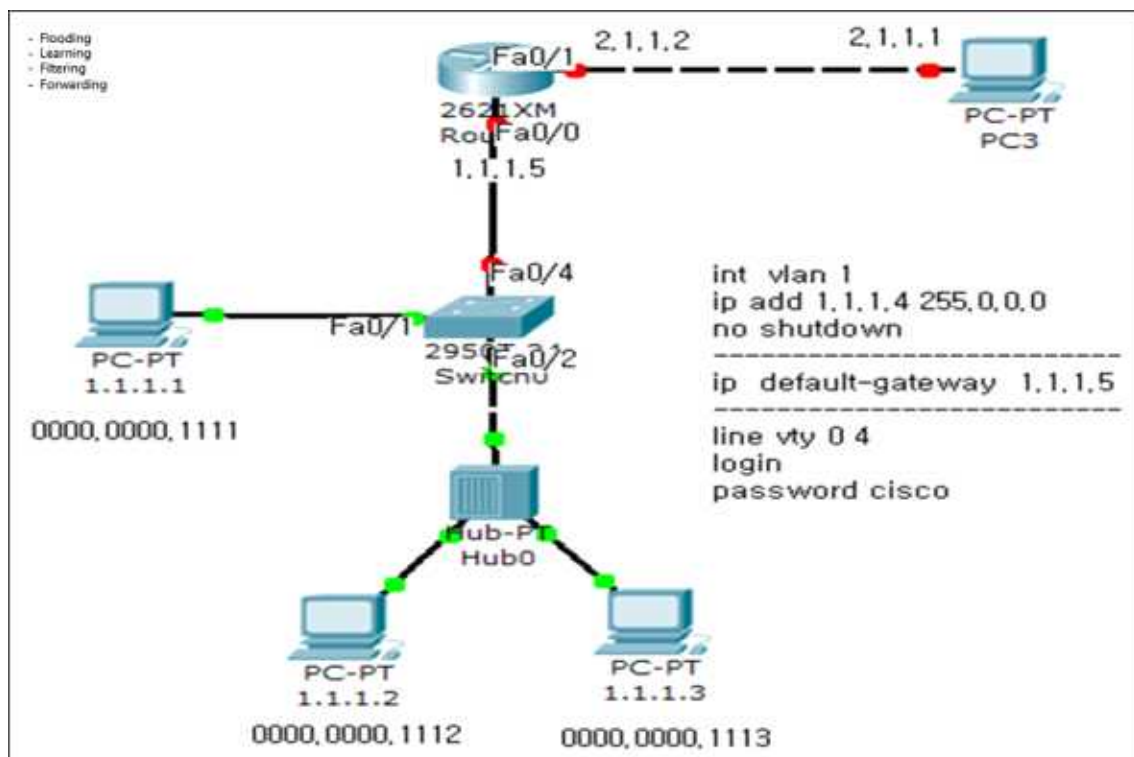 - Flooding
- Learning
- Filtering
- Forwarding
Fa0/1
2,1,1,2
2,1,1,1
2621XM
Fa0/0
1,1,1,5
PC-PT
PC3
Fa0/4
Fa0/1
Fa0/2
PC-PT
1.1.1.1
0000,0000,1111
int vlan 1
ip add 1,1,1,4 255,0,0,0
no shutdown
----------------------------
ip default-gateway 1,1,1,5
----------------------------
line vty 0 4
login
password cisco
Hub-PT
Hub0
PC-PT
1.1.1.2
0000,0000,1112
PC-PT
1.1.1.3
0000,0000,1113